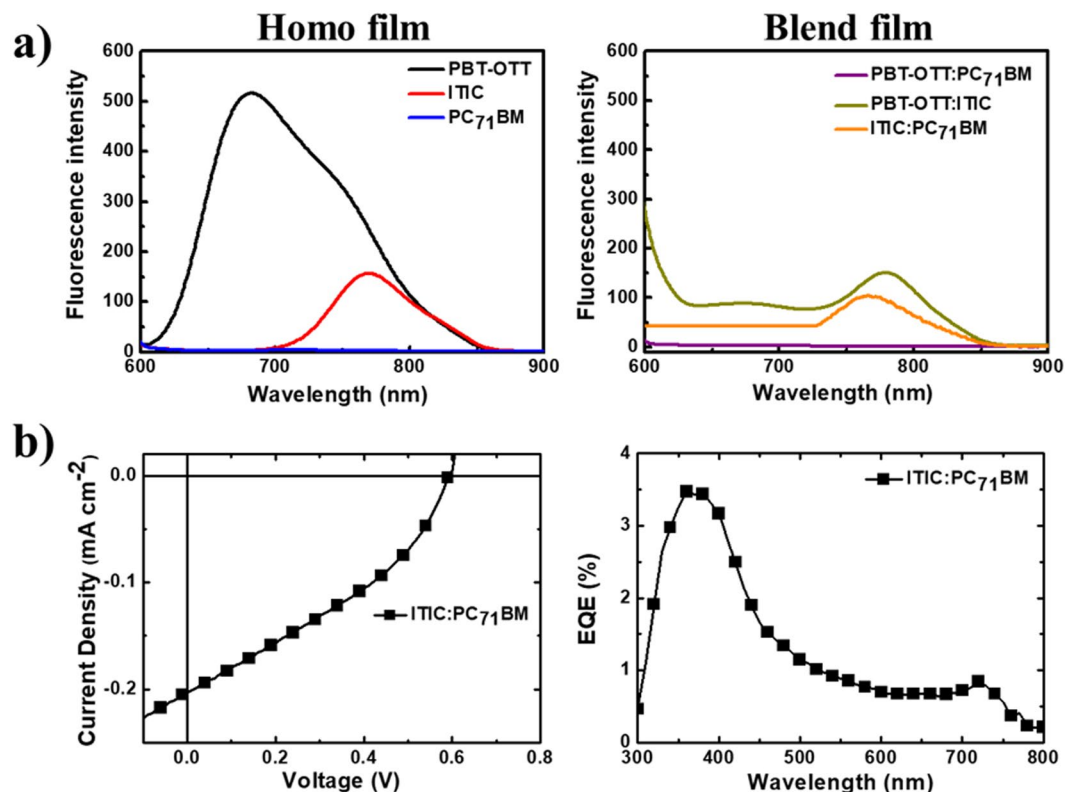 a)
Homo film
Blend film
600
500
400
300
200
100
0
Fluorescence intensity
PBT-OTT
ITIC
PC71BM
600
700
800
900
Wavelength (nm)
600
500
400
300
200
100
0
Fluorescence intensity
PBT-OTT:PC71BM
PBT-OTT:ITIC
ITIC:PC71BM
600
700
800
900
Wavelength (nm)
b)
0.0
-0.1
-0.2
Current Density (mA cm-2)
ITIC:PC71BM
0.0
0.2
0.4
0.6
0.8
Voltage (V)
4
3
2
1
0
EQE (%)
ITIC:PC71BM
300
400
500
600
700
800
Wavelength (nm)